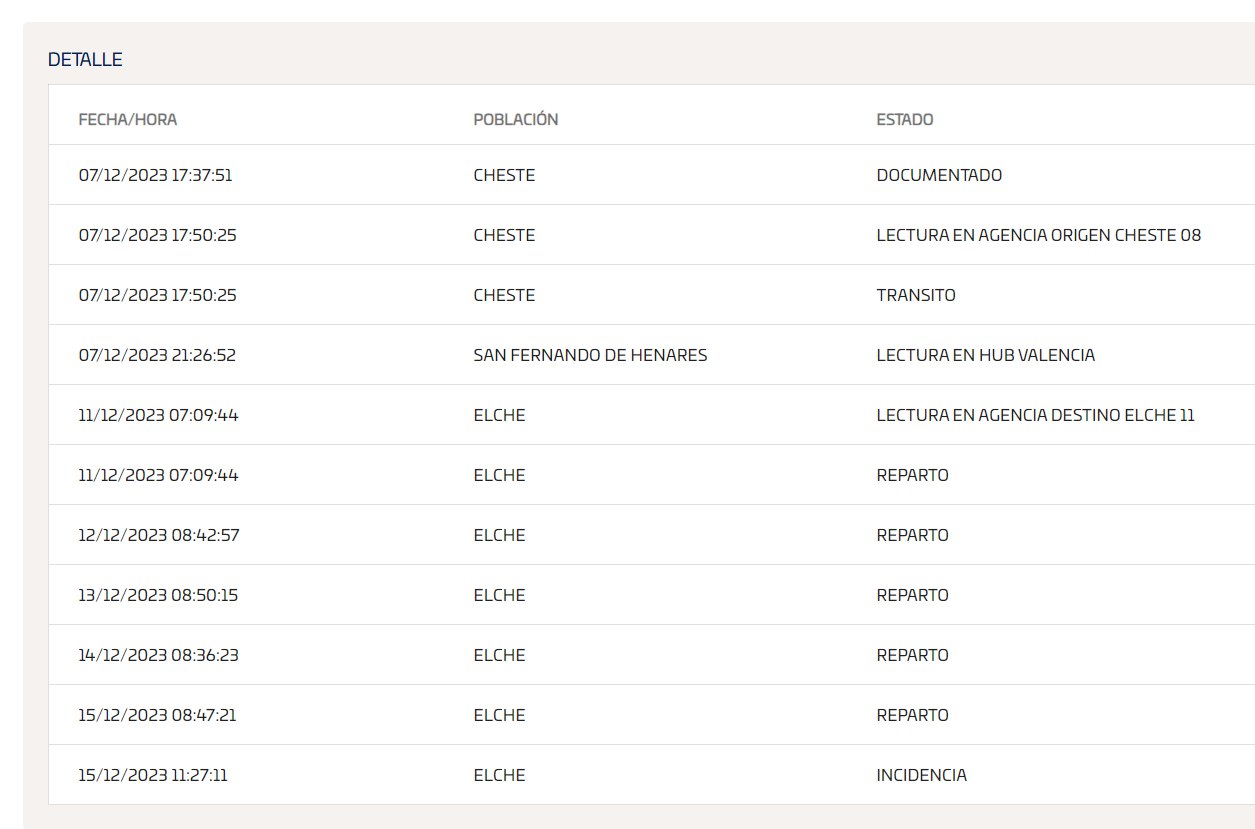 DETALLE
FECHA/HORA POBLACIÓN ESTADO
07/12/2023 17:37:51 CHESTE DOCUMENTADO
07/12/2023 17:50:25 CHESTE LECTURA EN AGENCIA ORIGEN CHESTE 08
07/12/2023 17:50:25 CHESTE TRANSITO
07/12/2023 21:26:52 SAN FERNANDO DE HENARES LECTURA EN HUB VALENCIA
11/12/2023 07:09:44 ELCHE LECTURA EN AGENCIA DESTINO ELCHE 11
11/12/2023 07:09:44 ELCHE REPARTO
12/12/2023 08:42:57 ELCHE REPARTO
13/12/2023 08:50:15 ELCHE REPARTO
14/12/2023 08:36:23 ELCHE REPARTO
15/12/2023 08:47:21 ELCHE REPARTO
15/12/2023 11:27:11 ELCHE INCIDENCIA